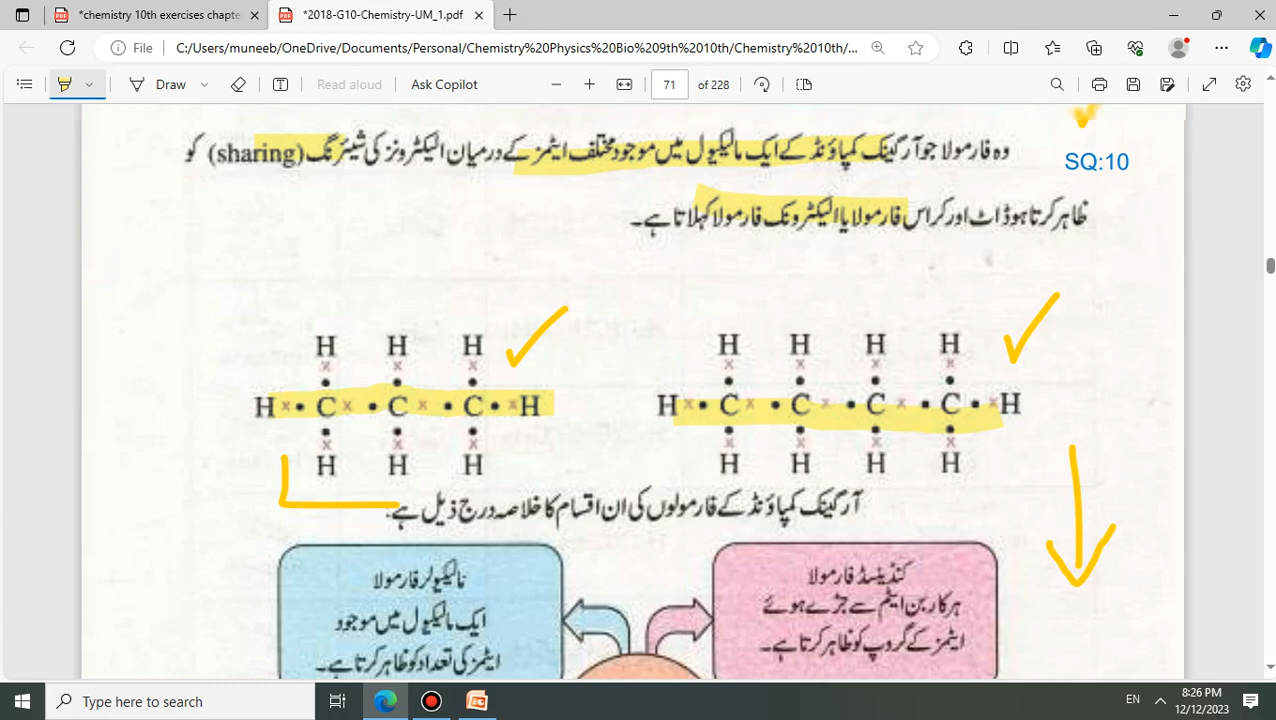 *chemistry 10th exercises chapte
*2018-G10-Chemistry-UM_1.pdf
File
C:/Users/muneeb/OneDrive/Documents/Personal/Chemistry%20Physics%20Bio%209th%2010th/Chemistry%2010th/...
Draw
Read aloud
Ask Copilot
71 of 228
وہ فارمولا جو آرگینک کمپاؤنڈ کے ایک مالیکیول میں موجود مختلف ایٹمز کے درمیان الیکٹرونز کی شیئرنگ (sharing) کو
SQ:10
ظاہر کرتا ہو ڈاٹ اور کراس فارمولا یا الیکٹرونک فارمولا کہلاتا ہے۔
H H H
H × • C × • C × • C • × H
H H H
H H H H
H × • C × • C × • C × • C • × H
H H H H
آرگینک کمپاؤنڈ کے فارمولوں کی ان اقسام کا خلاصہ درج ذیل ہے:
کنڈینسڈ فارمولا
ہر کاربن ایٹم سے جڑے ہوئے
ایٹمز کے گروپ کو ظاہر کرتا ہے۔
مالیکیولر فارمولا
ایک مالیکیول میں موجود
ایٹمز کی تعداد کو ظاہر کرتا ہے۔
Type here to search
EN
8:26 PM
12/12/2023